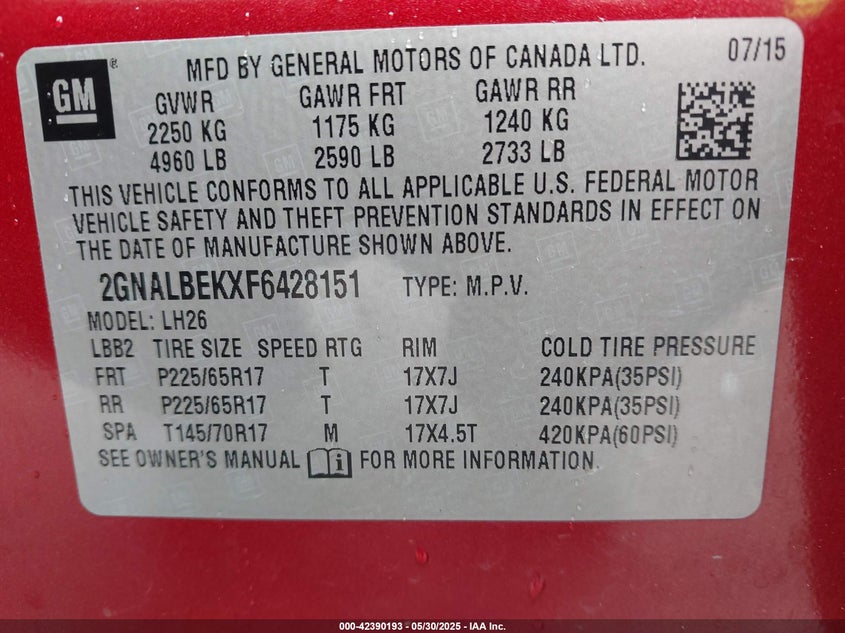 GM®
MFD BY GENERAL MOTORS OF CANADA LTD. 07/15
GVWR GAWR FRT GAWR RR
2250 KG 1175 KG 1240 KG
4960 LB 2590 LB 2733 LB
THIS VEHICLE CONFORMS TO ALL APPLICABLE U.S. FEDERAL MOTOR
VEHICLE SAFETY AND THEFT PREVENTION STANDARDS IN EFFECT ON
THE DATE OF MANUFACTURE SHOWN ABOVE.
2GNALBEKXF6428151 TYPE: M.P.V.
MODEL: LH26
LBB2 TIRE SIZE SPEED RTG RIM COLD TIRE PRESSURE
FRT P225/65R17 T 17X7J 240KPA(35PSI)
RR P225/65R17 T 17X7J 240KPA(35PSI)
SPA T145/70R17 M 17X4.5T 420KPA(60PSI)
SEE OWNER'S MANUAL i FOR MORE INFORMATION.
000-42390193 - 05/30/2025 - IAA Inc.